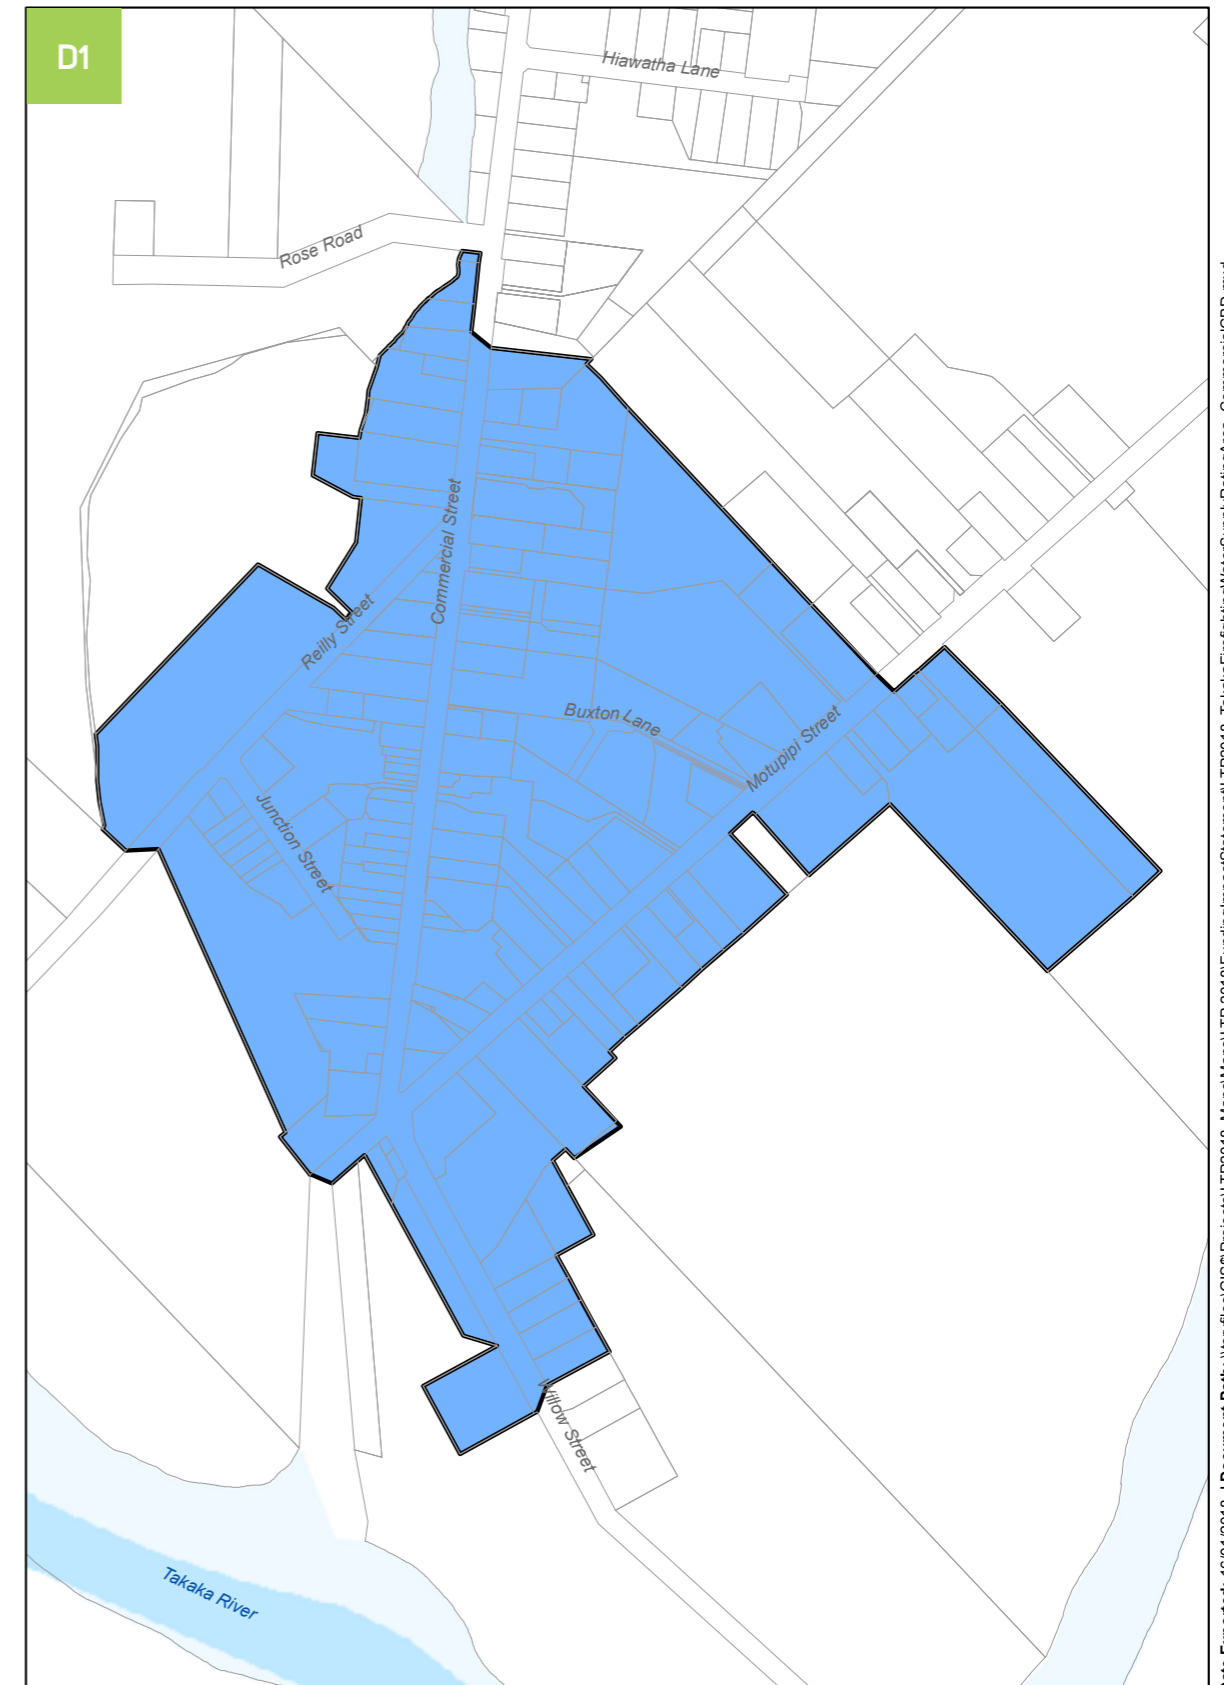 D1
Hiawatha Lane
Rose Road
Commercial Street
Reilly Street
Buxton Lane
Motupipi Street
Junction Street
Willow Street
Takaka River